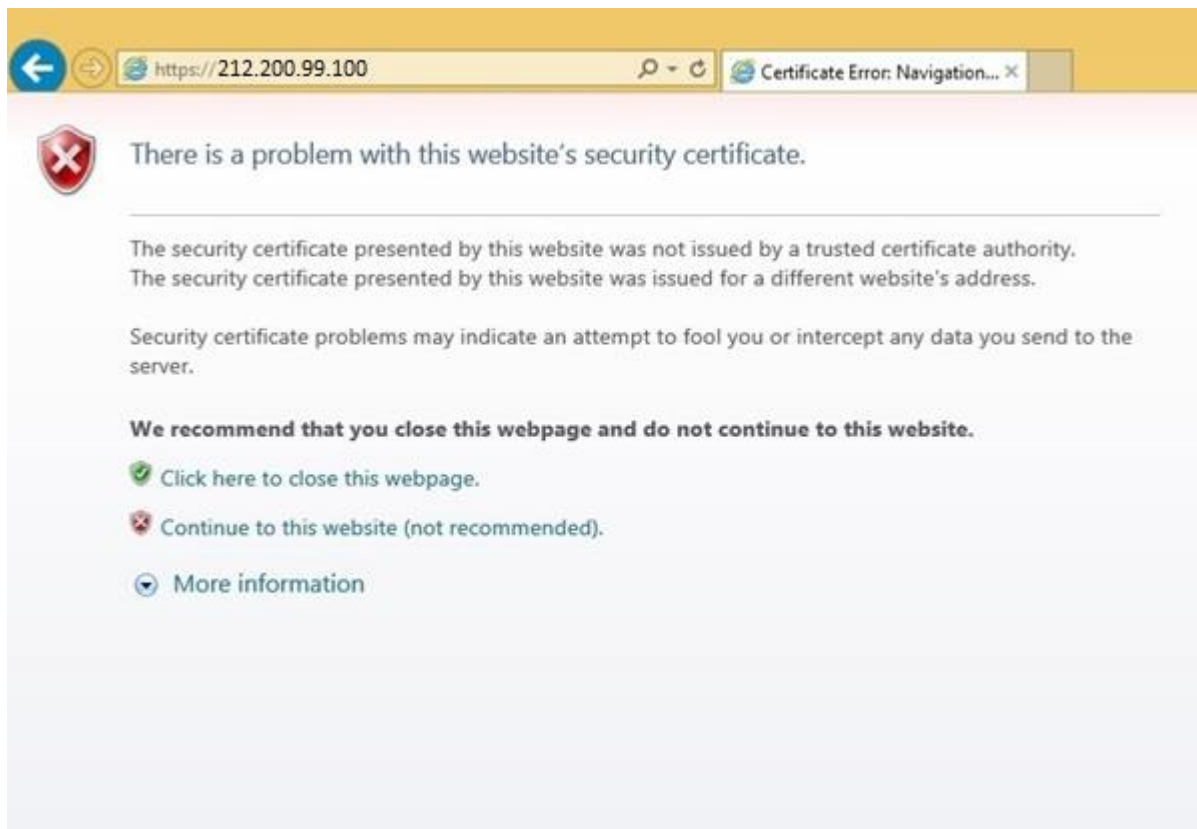 https://212.200.99.100
Certificate Error: Navigation...
There is a problem with this website's security certificate.
The security certificate presented by this website was not issued by a trusted certificate authority.
The security certificate presented by this website was issued for a different website's address.
Security certificate problems may indicate an attempt to fool you or intercept any data you send to the
server.
We recommend that you close this webpage and do not continue to this website.
Click here to close this webpage.
Continue to this website (not recommended).
More information